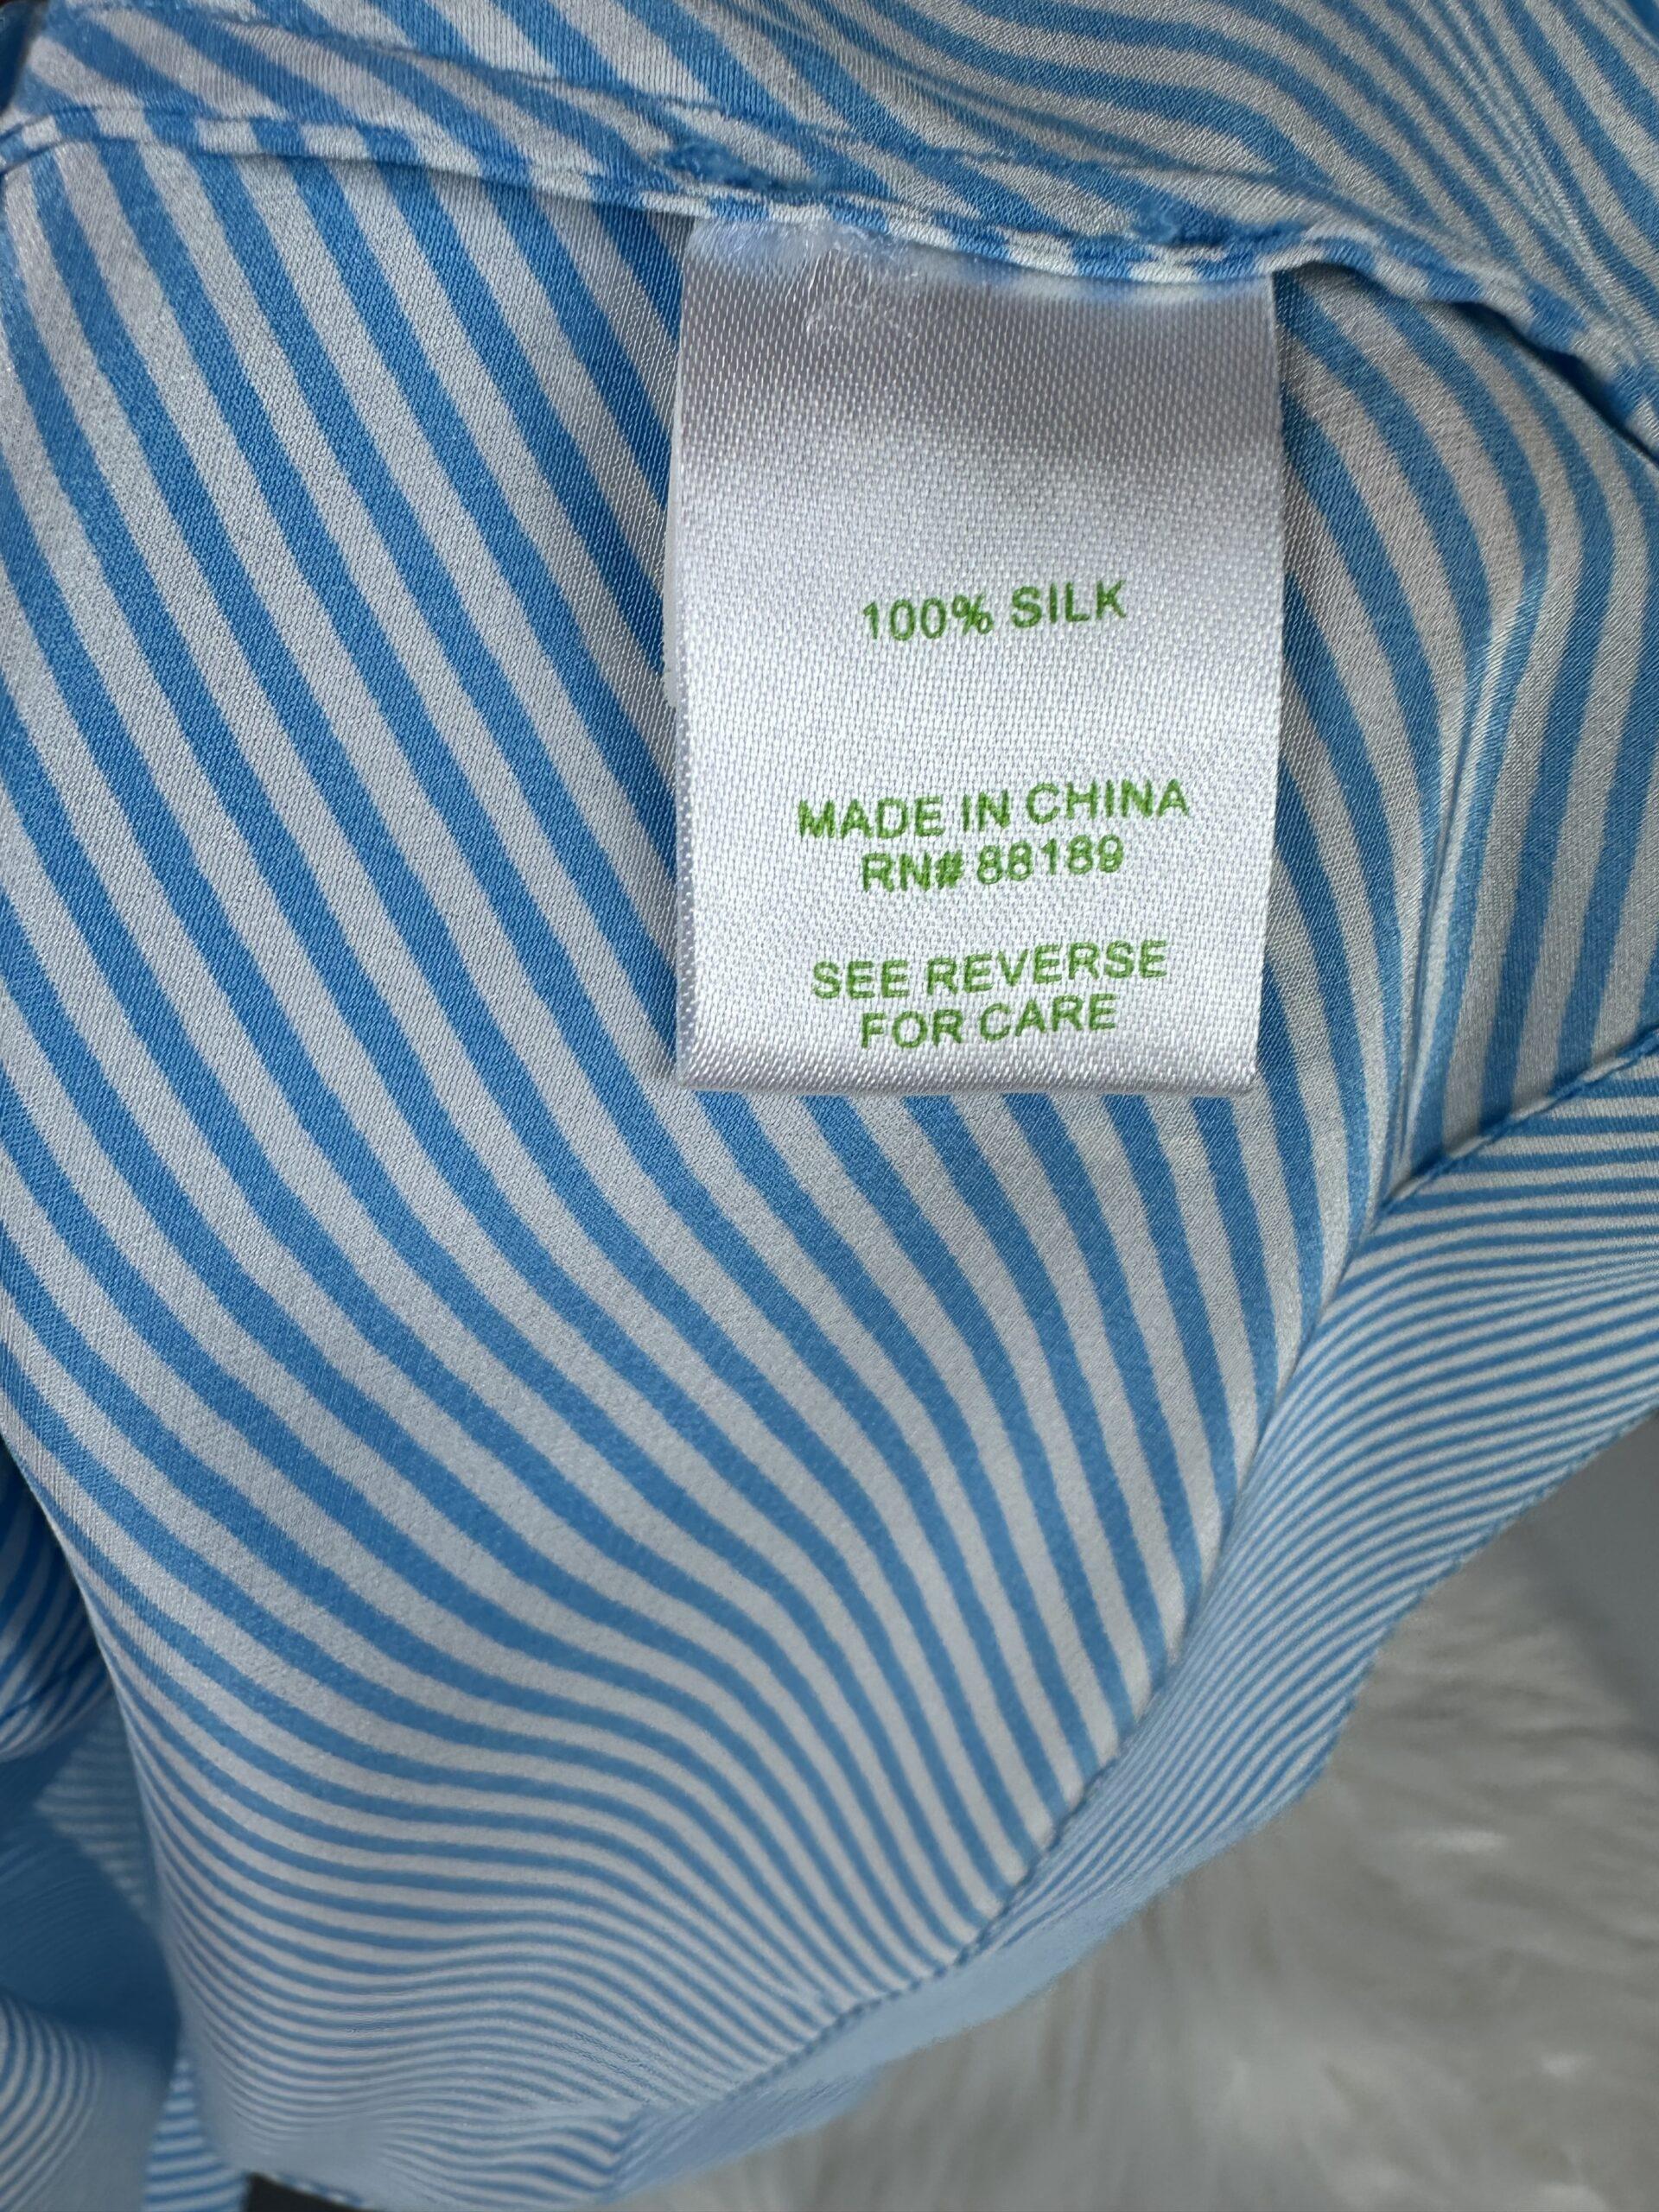 100% SILK
MADE IN CHINA
RN# 88189
SEE REVERSE
FOR CARE